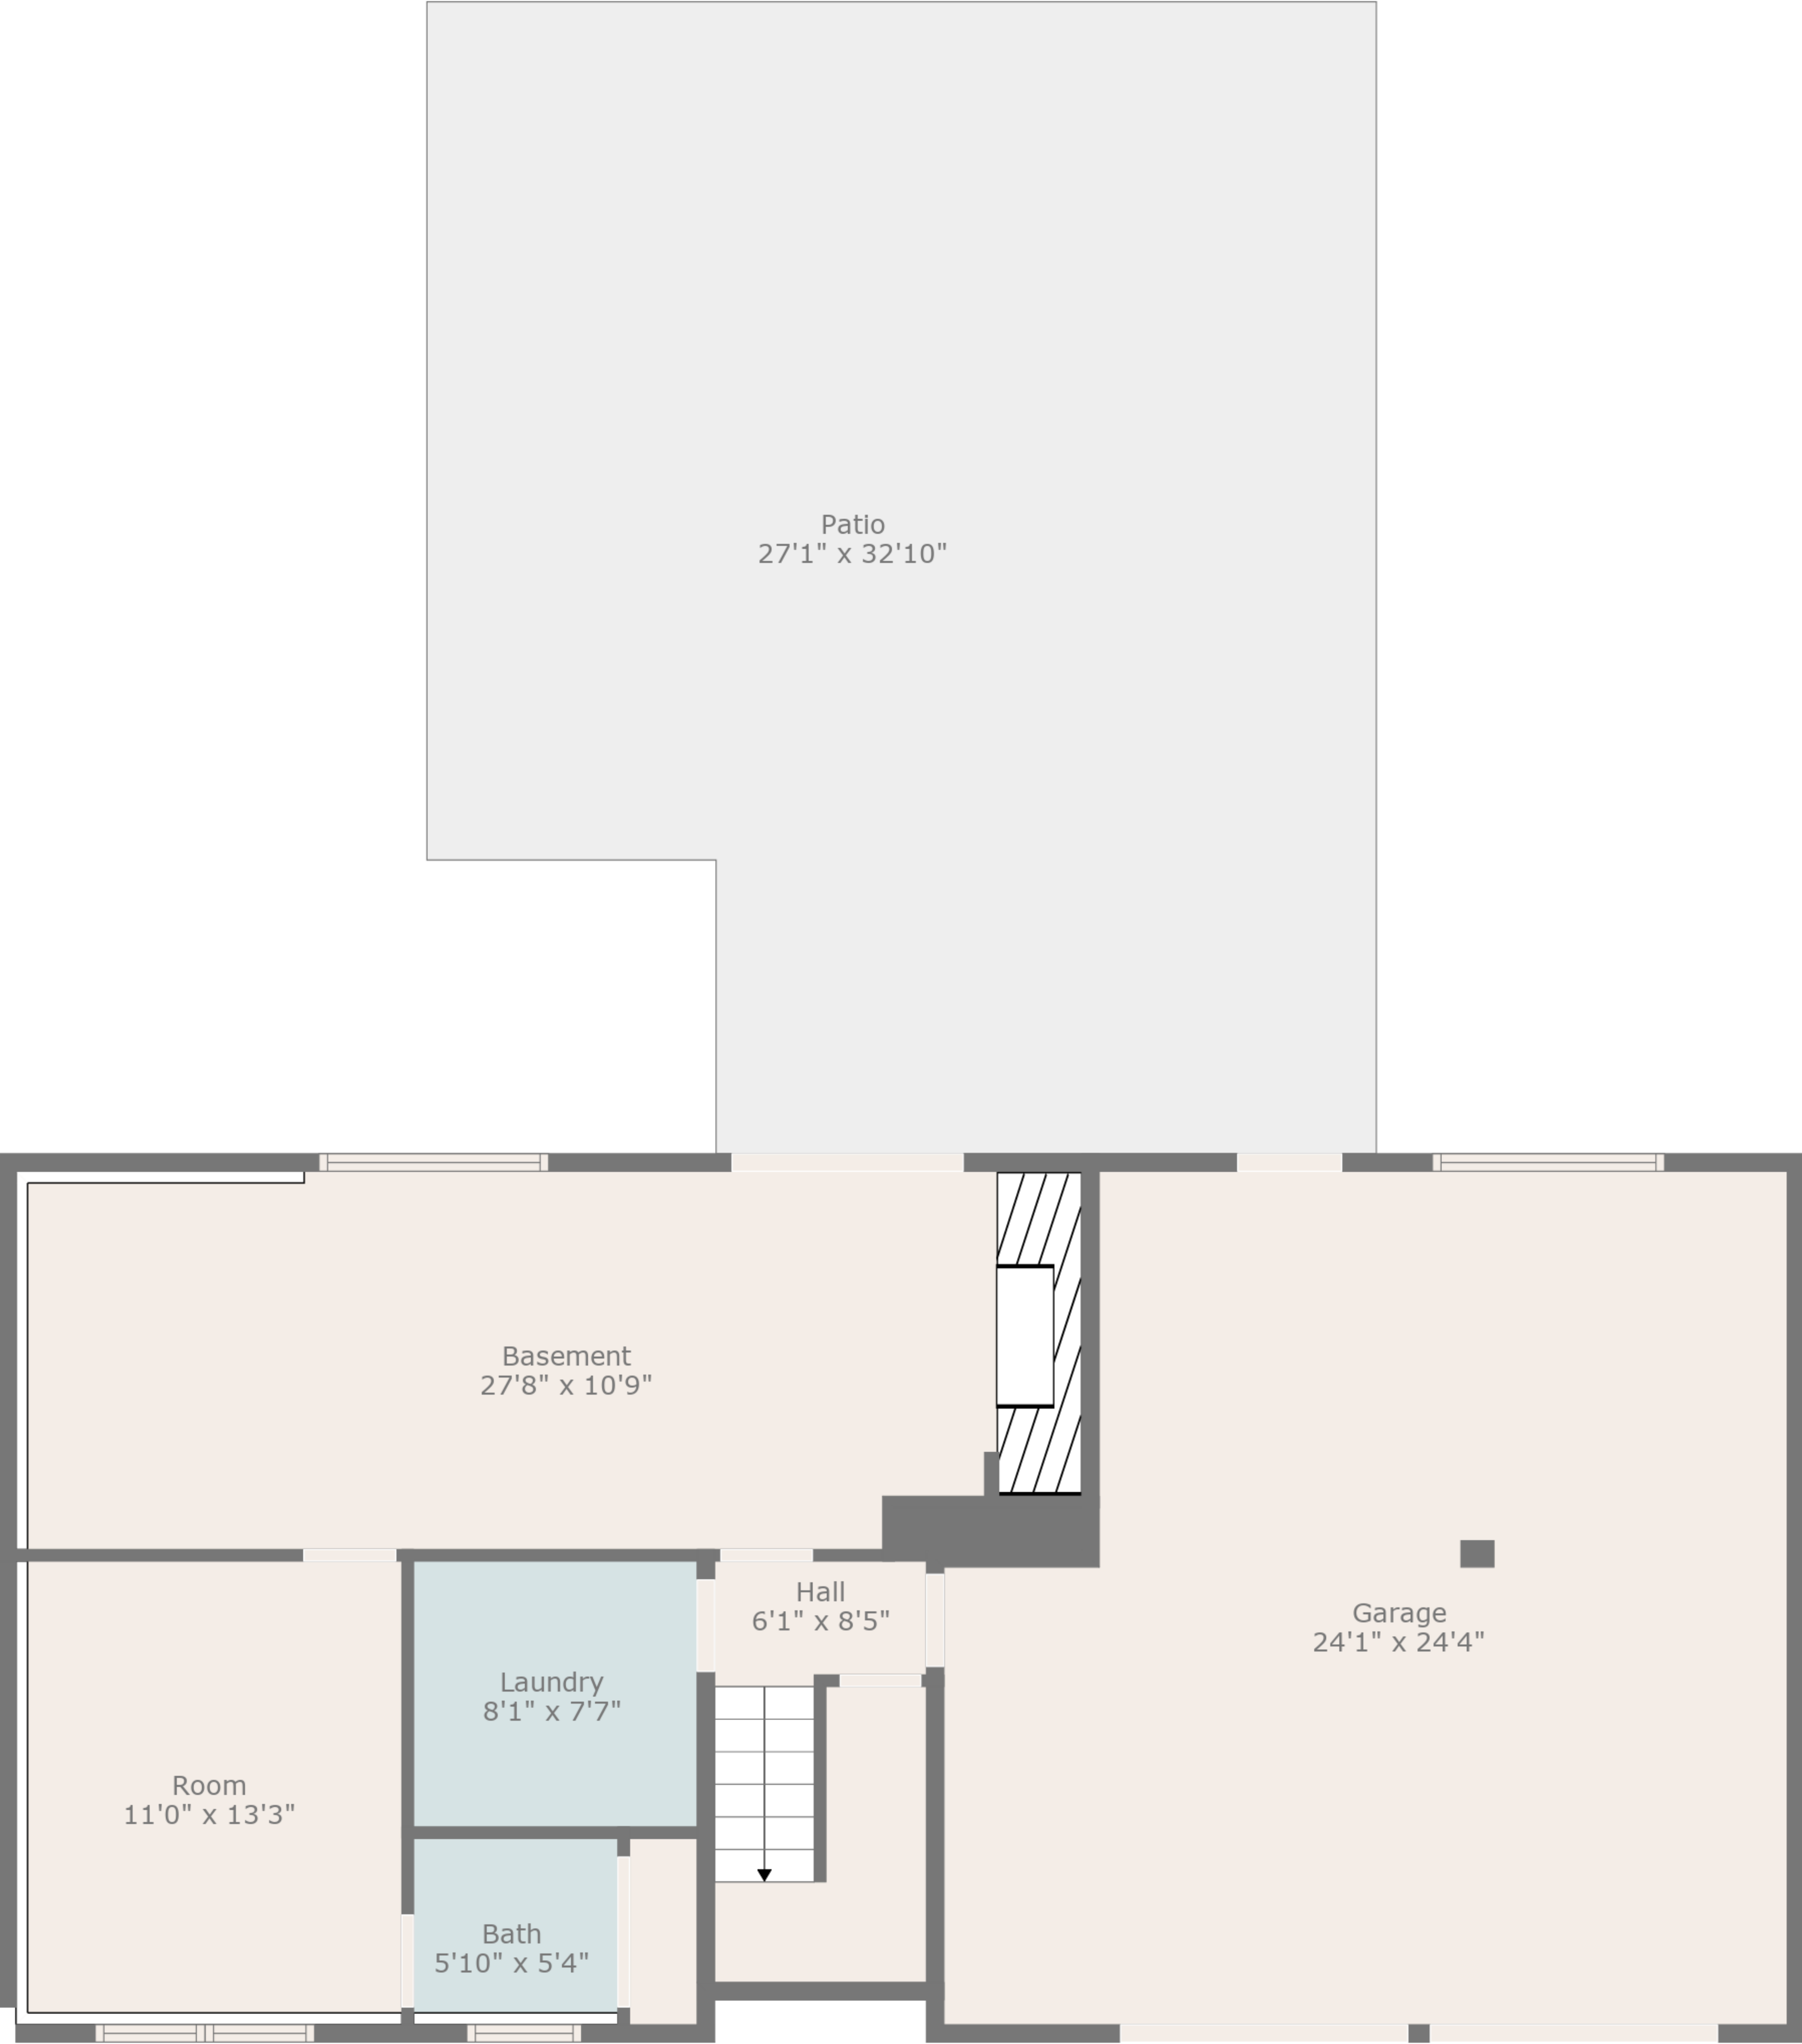 Patio
27'1" x 32'10"
Basement
27'8" x 10'9"
Hall
6'1" x 8'5"
Garage
24'1" x 24'4"
Laundry
8'1" x 7'7"
Room
11'0" x 13'3"
Bath
5'10" x 5'4"